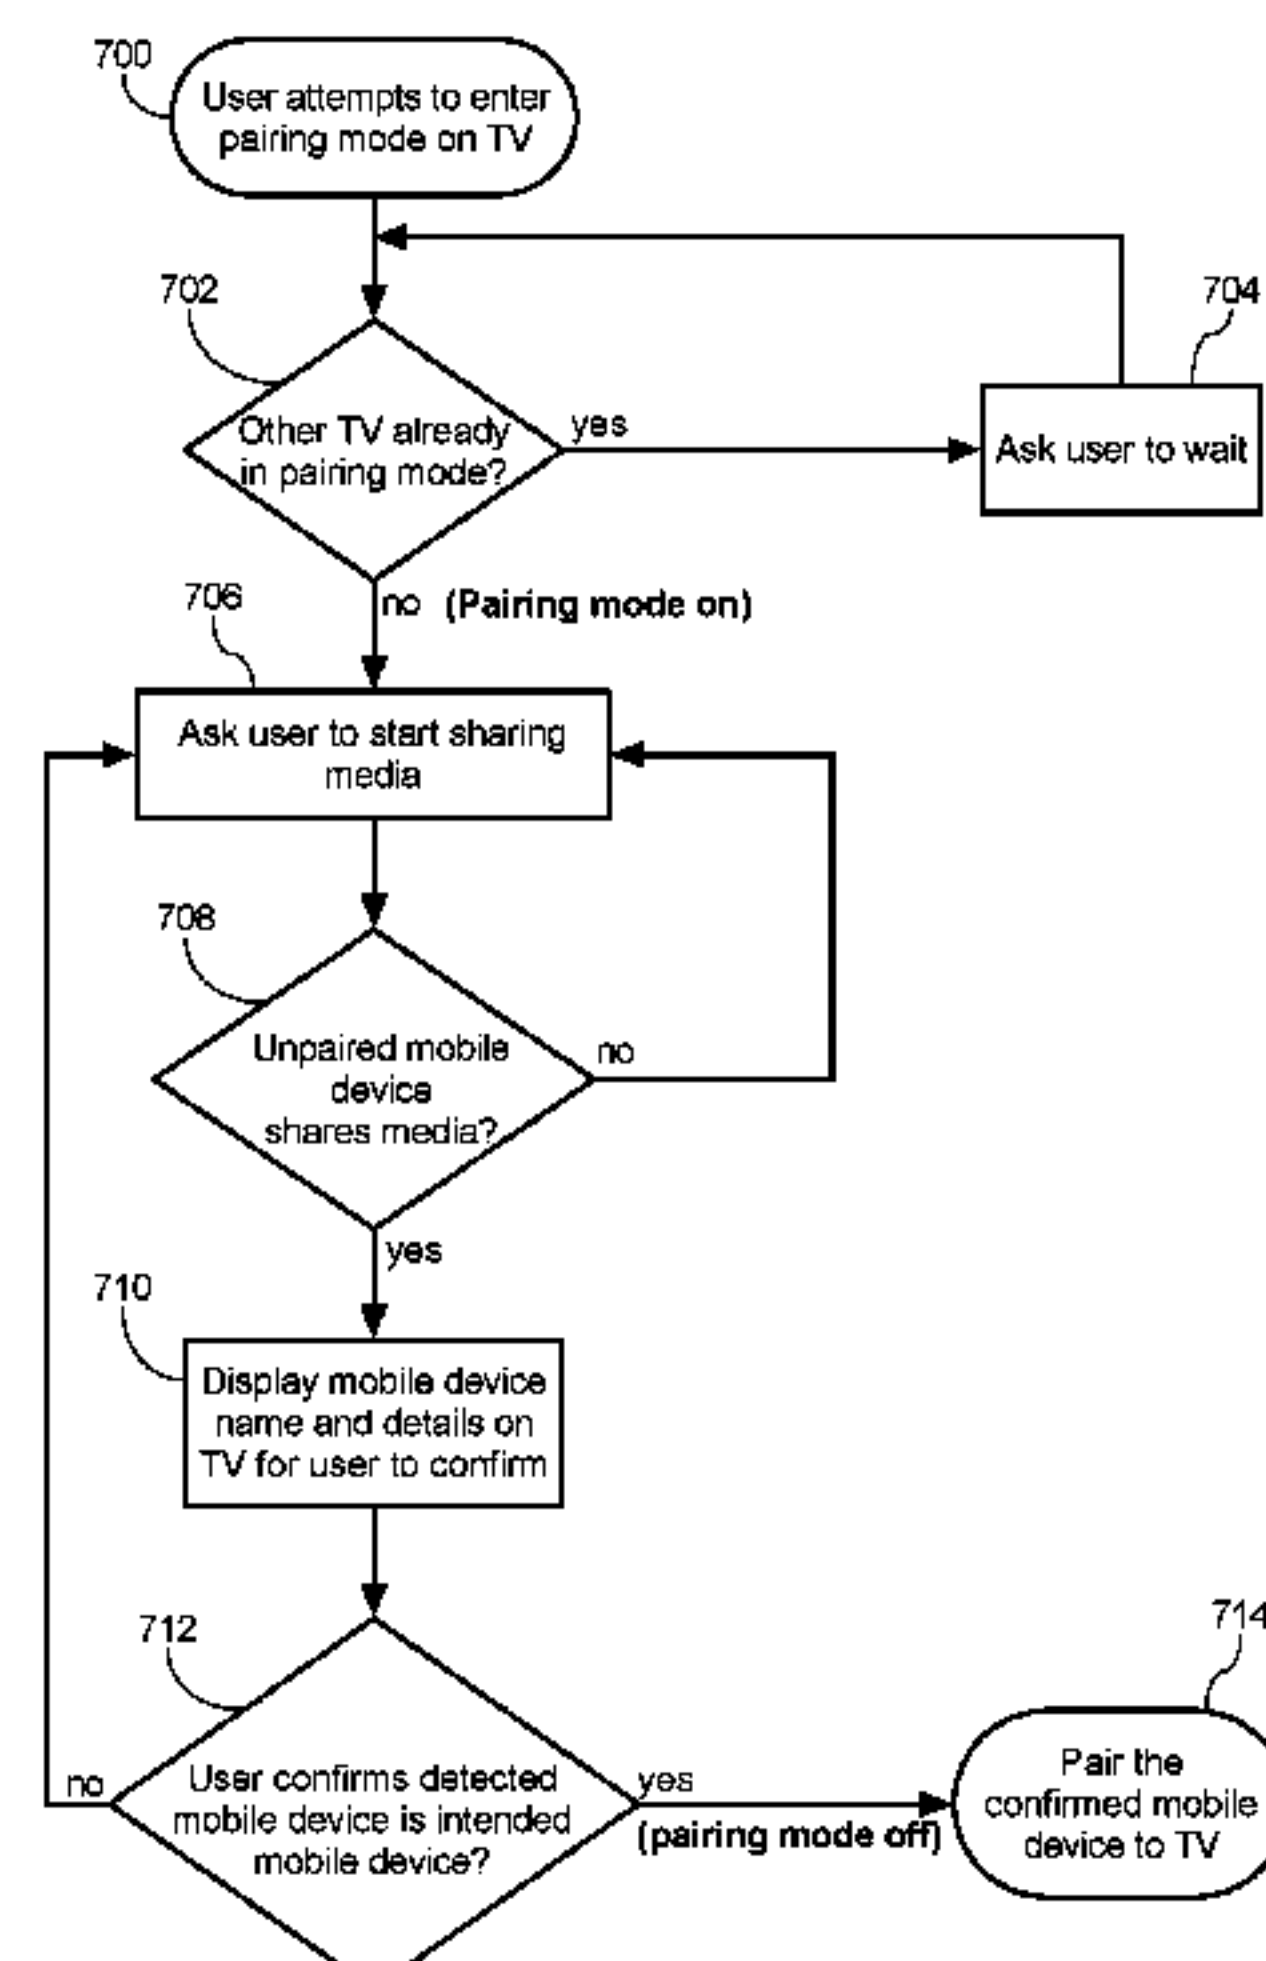 700
User attempts to enter
pairing mode on TV
702
704
Other TV already
in pairing mode?
yes
Ask user to wait
no (Pairing mode on)
706
Ask user to start sharing
media
708
Unpaired mobile
device
shares media?
no
yes
710
Display mobile device
name and details on
TV for user to confirm
712
714
no
User confirms detected
mobile device is intended
mobile device?
yes
(pairing mode off)
Pair the
confirmed mobile
device to TV